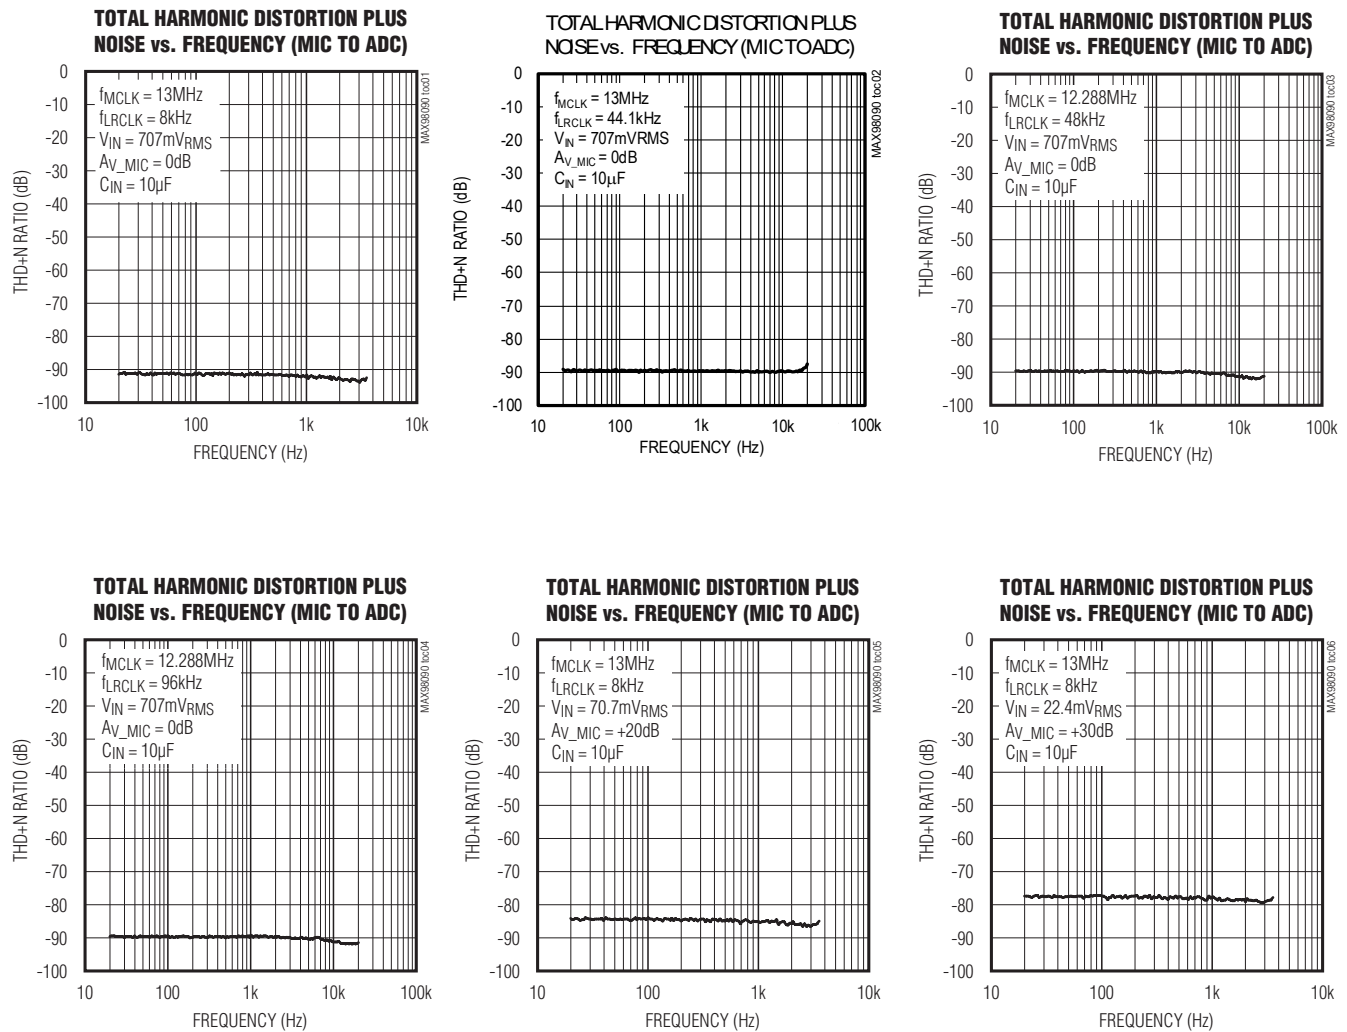 TOTAL HARMONIC DISTORTION PLUS
NOISE vs. FREQUENCY (MIC TO ADC)
0
-10
-20
-30
-40
-50
-60
-70
-80
-90
-100
THD+N RATIO (dB)
fMCLK = 13MHz
fLRCLK = 8kHz
VIN = 707mVRMS
AV_MIC = 0dB
CIN = 10µF
MAX98090 toc01
10
100
1k
10k
FREQUENCY (Hz)
TOTAL HARMONIC DISTORTION PLUS
NOISE vs. FREQUENCY (MIC TO ADC)
0
-10
-20
-30
-40
-50
-60
-70
-80
-90
-100
THD+N RATIO (dB)
fMCLK = 13MHz
fLRCLK = 44.1kHz
VIN = 707mVRMS
AV_MIC = 0dB
CIN = 10µF
MAX98090 toc02
10
100
1k
10k
100k
FREQUENCY (Hz)
TOTAL HARMONIC DISTORTION PLUS
NOISE vs. FREQUENCY (MIC TO ADC)
0
-10
-20
-30
-40
-50
-60
-70
-80
-90
-100
THD+N RATIO (dB)
fMCLK = 12.288MHz
fLRCLK = 48kHz
VIN = 707mVRMS
AV_MIC = 0dB
CIN = 10µF
MAX98090 toc03
10
100
1k
10k
100k
FREQUENCY (Hz)
TOTAL HARMONIC DISTORTION PLUS
NOISE vs. FREQUENCY (MIC TO ADC)
0
-10
-20
-30
-40
-50
-60
-70
-80
-90
-100
THD+N RATIO (dB)
fMCLK = 12.288MHz
fLRCLK = 96kHz
VIN = 707mVRMS
AV_MIC = 0dB
CIN = 10µF
MAX98090 toc04
10
100
1k
10k
100k
FREQUENCY (Hz)
TOTAL HARMONIC DISTORTION PLUS
NOISE vs. FREQUENCY (MIC TO ADC)
0
-10
-20
-30
-40
-50
-60
-70
-80
-90
-100
THD+N RATIO (dB)
fMCLK = 13MHz
fLRCLK = 8kHz
VIN = 70.7mVRMS
AV_MIC = +20dB
CIN = 10µF
MAX98090 toc05
10
100
1k
10k
FREQUENCY (Hz)
TOTAL HARMONIC DISTORTION PLUS
NOISE vs. FREQUENCY (MIC TO ADC)
0
-10
-20
-30
-40
-50
-60
-70
-80
-90
-100
THD+N RATIO (dB)
fMCLK = 13MHz
fLRCLK = 8kHz
VIN = 22.4mVRMS
AV_MIC = +30dB
CIN = 10µF
MAX98090 toc06
10
100
1k
10k
FREQUENCY (Hz)